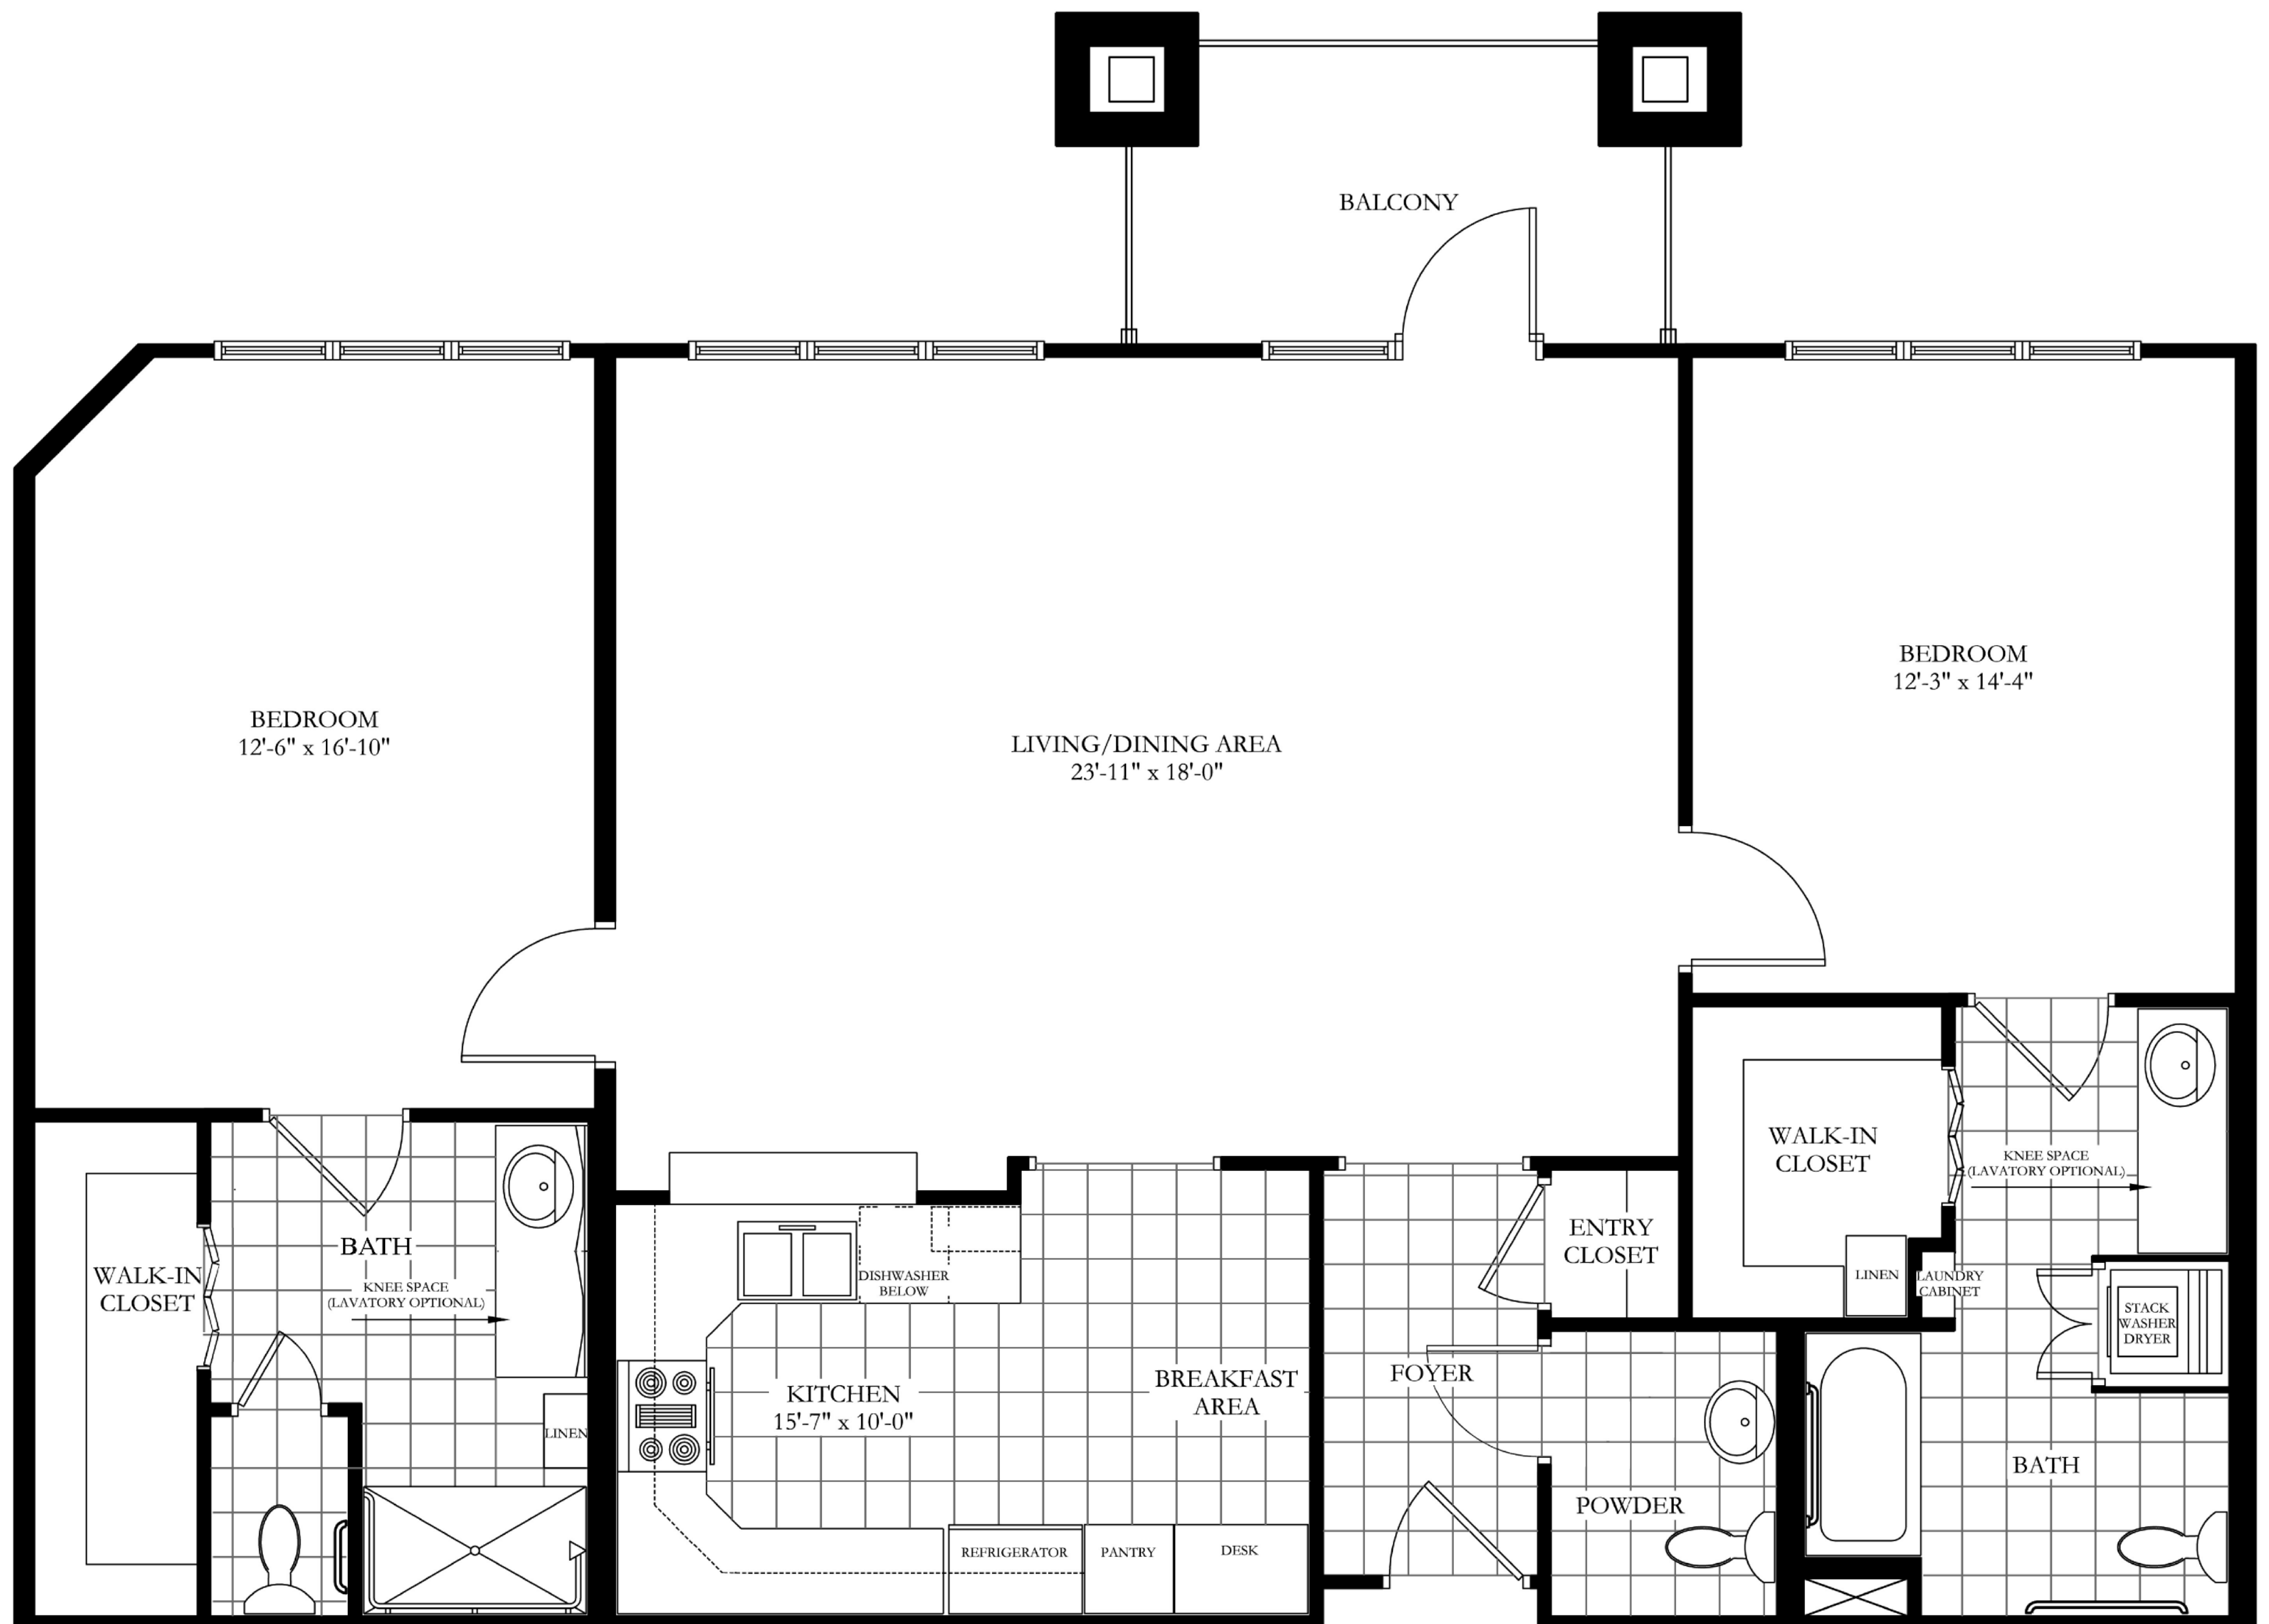 BALCONY
BEDROOM
12'-6" x 16'-10"
LIVING/DINING AREA
23'-11" x 18'-0"
BEDROOM
12'-3" x 14'-4"
WALK-IN
CLOSET
BATH
KNEE SPACE
(LAVATORY OPTIONAL)
LINEN
DISHWASHER
BELOW
KITCHEN
15'-7" x 10'-0"
BREAKFAST
AREA
REFRIGERATOR
PANTRY
DESK
FOYER
ENTRY
CLOSET
POWDER
WALK-IN
CLOSET
LINEN
LAUNDRY
CABINET
KNEE SPACE
(LAVATORY OPTIONAL)
STACK
WASHER
DRYER
BATH